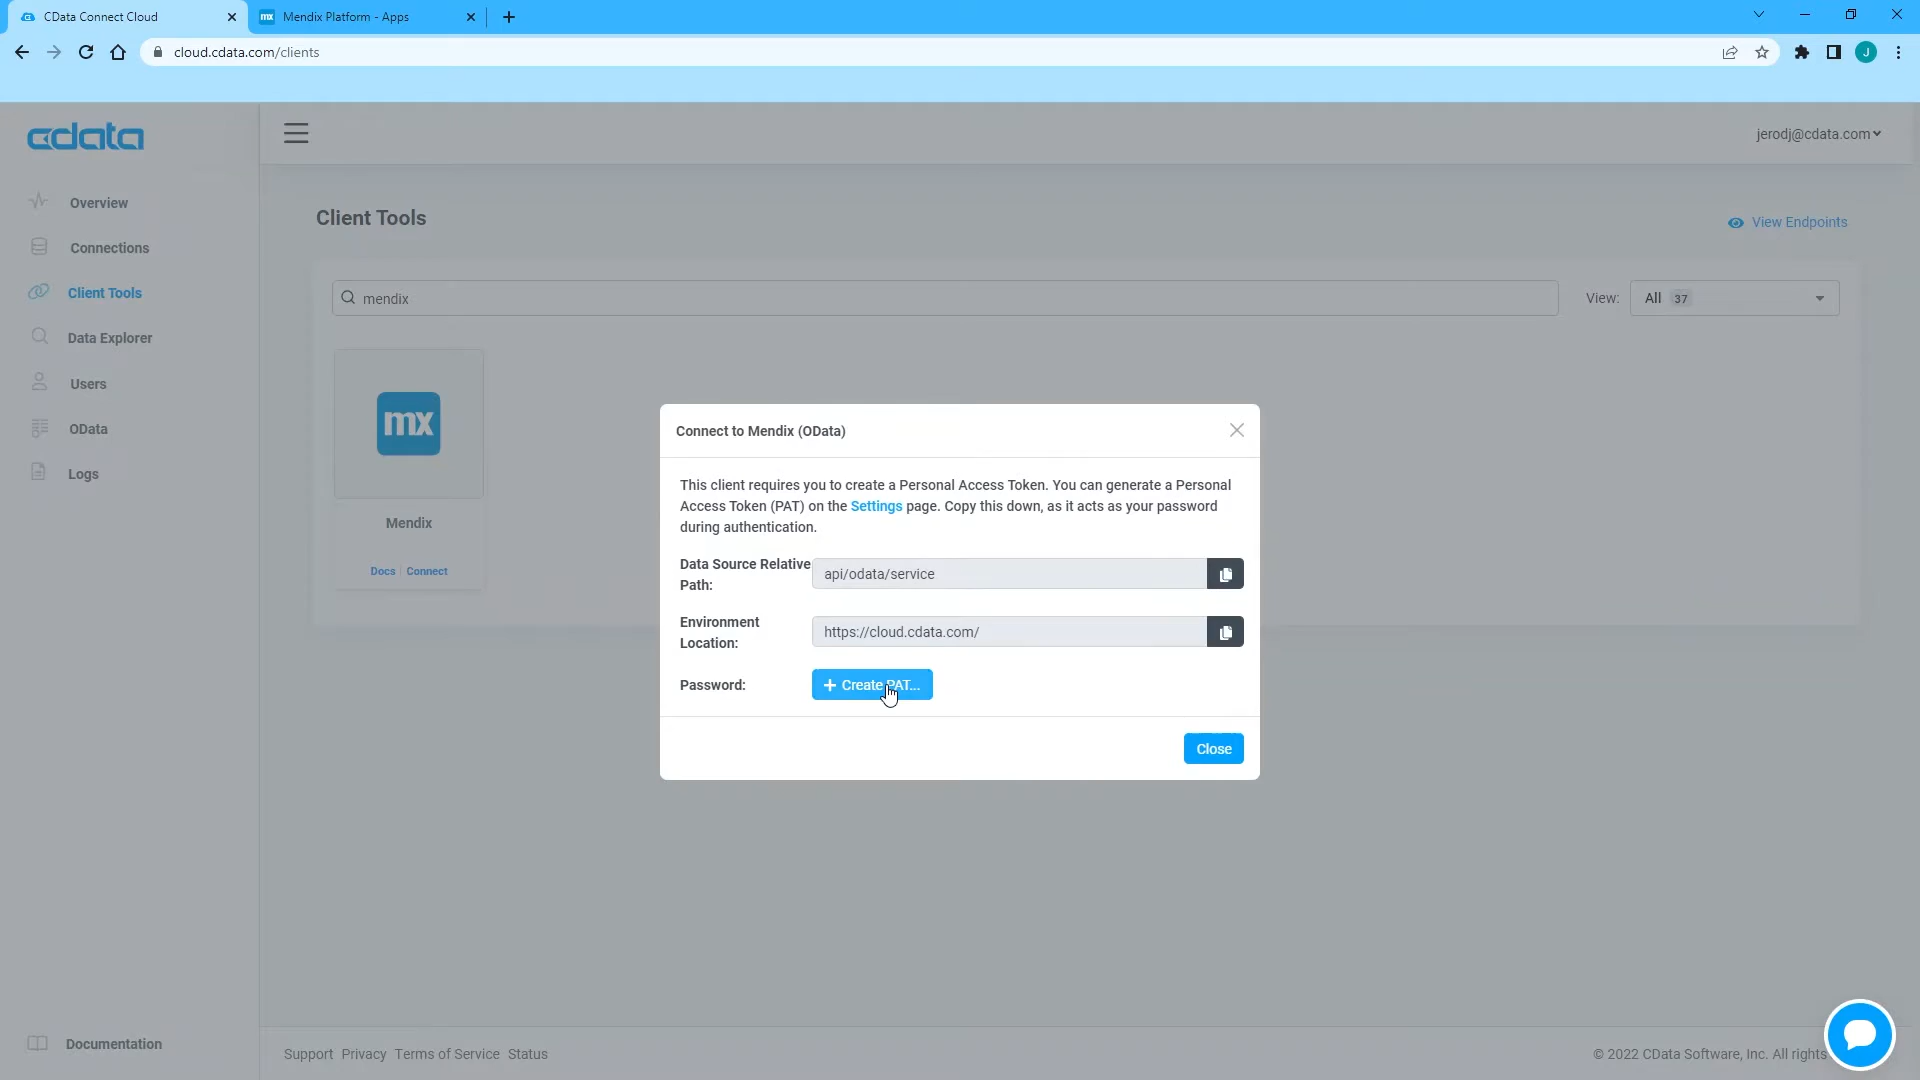 CData Connect Cloud
mx Mendix Platform - Apps
cloud.cdata.com/clients
J
cdata
jerodj@cdata.com
Overview
Connections
Client Tools
Data Explorer
Users
OData
Logs
Documentation
Client Tools
View Endpoints
mendix
View: All 37
mx
Mendix
Docs | Connect
Connect to Mendix (OData)
This client requires you to create a Personal Access Token. You can generate a Personal
Access Token (PAT) on the Settings page. Copy this down, as it acts as your password
during authentication.
Data Source Relative
Path:
api/odata/service
Environment
Location:
https://cloud.cdata.com/
Password:
+ Create PAT...
Close
Support Privacy Terms of Service Status
© 2022 CData Software, Inc. All rights